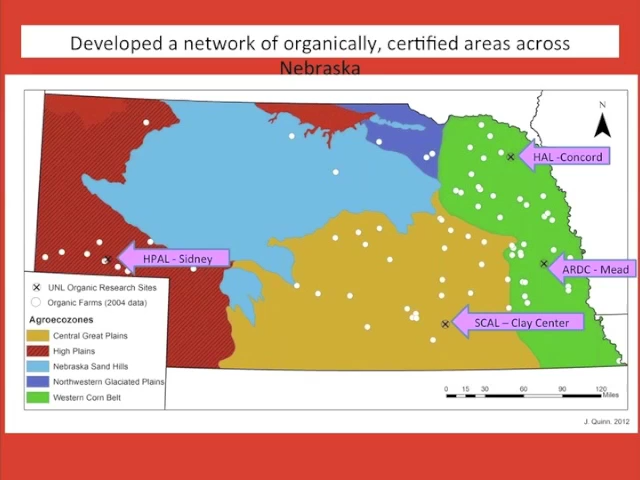 Developed a network of organically, certified areas across
Nebraska
N
HAL -Concord
HPAL - Sidney
ARDC - Mead
SCAL – Clay Center
UNL Organic Research Sites
Organic Farms (2004 data)
Agroecozones
Central Great Plains
High Plains
Nebraska Sand Hills
Northwestern Glaciated Plains
Western Corn Belt
0 15 30 60 90 120
Miles
J. Quinn, 2012